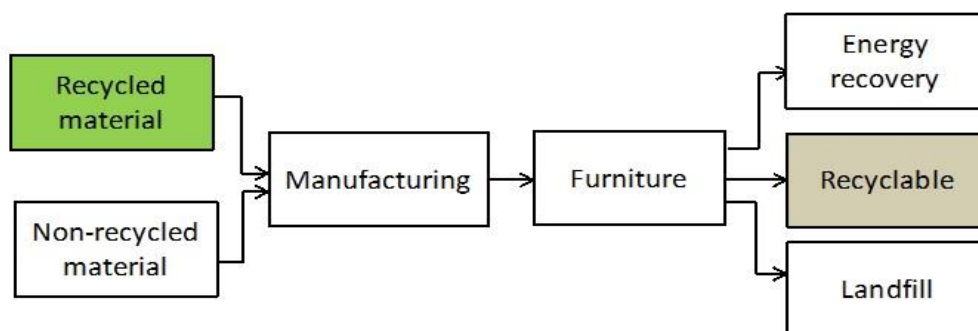 Recycled
material
Non-recycled
material
Manufacturing
Furniture
Energy
recovery
Recyclable
Landfill